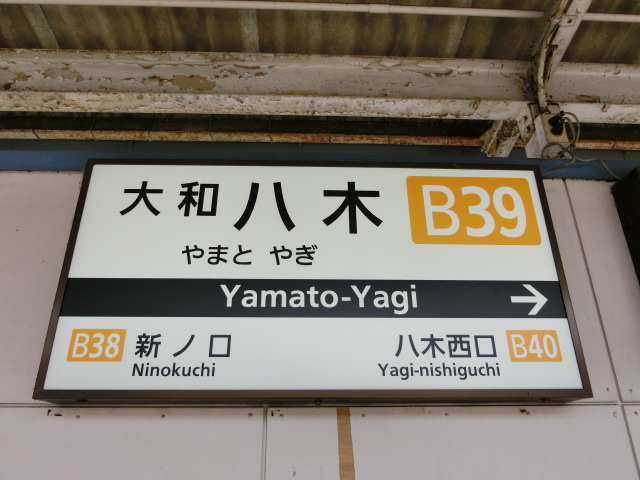 大和八木 B39
やまと やぎ
Yamato-Yagi →
B38 新ノ口 八木西口 B40
Ninokuchi Yagi-nishiguchi